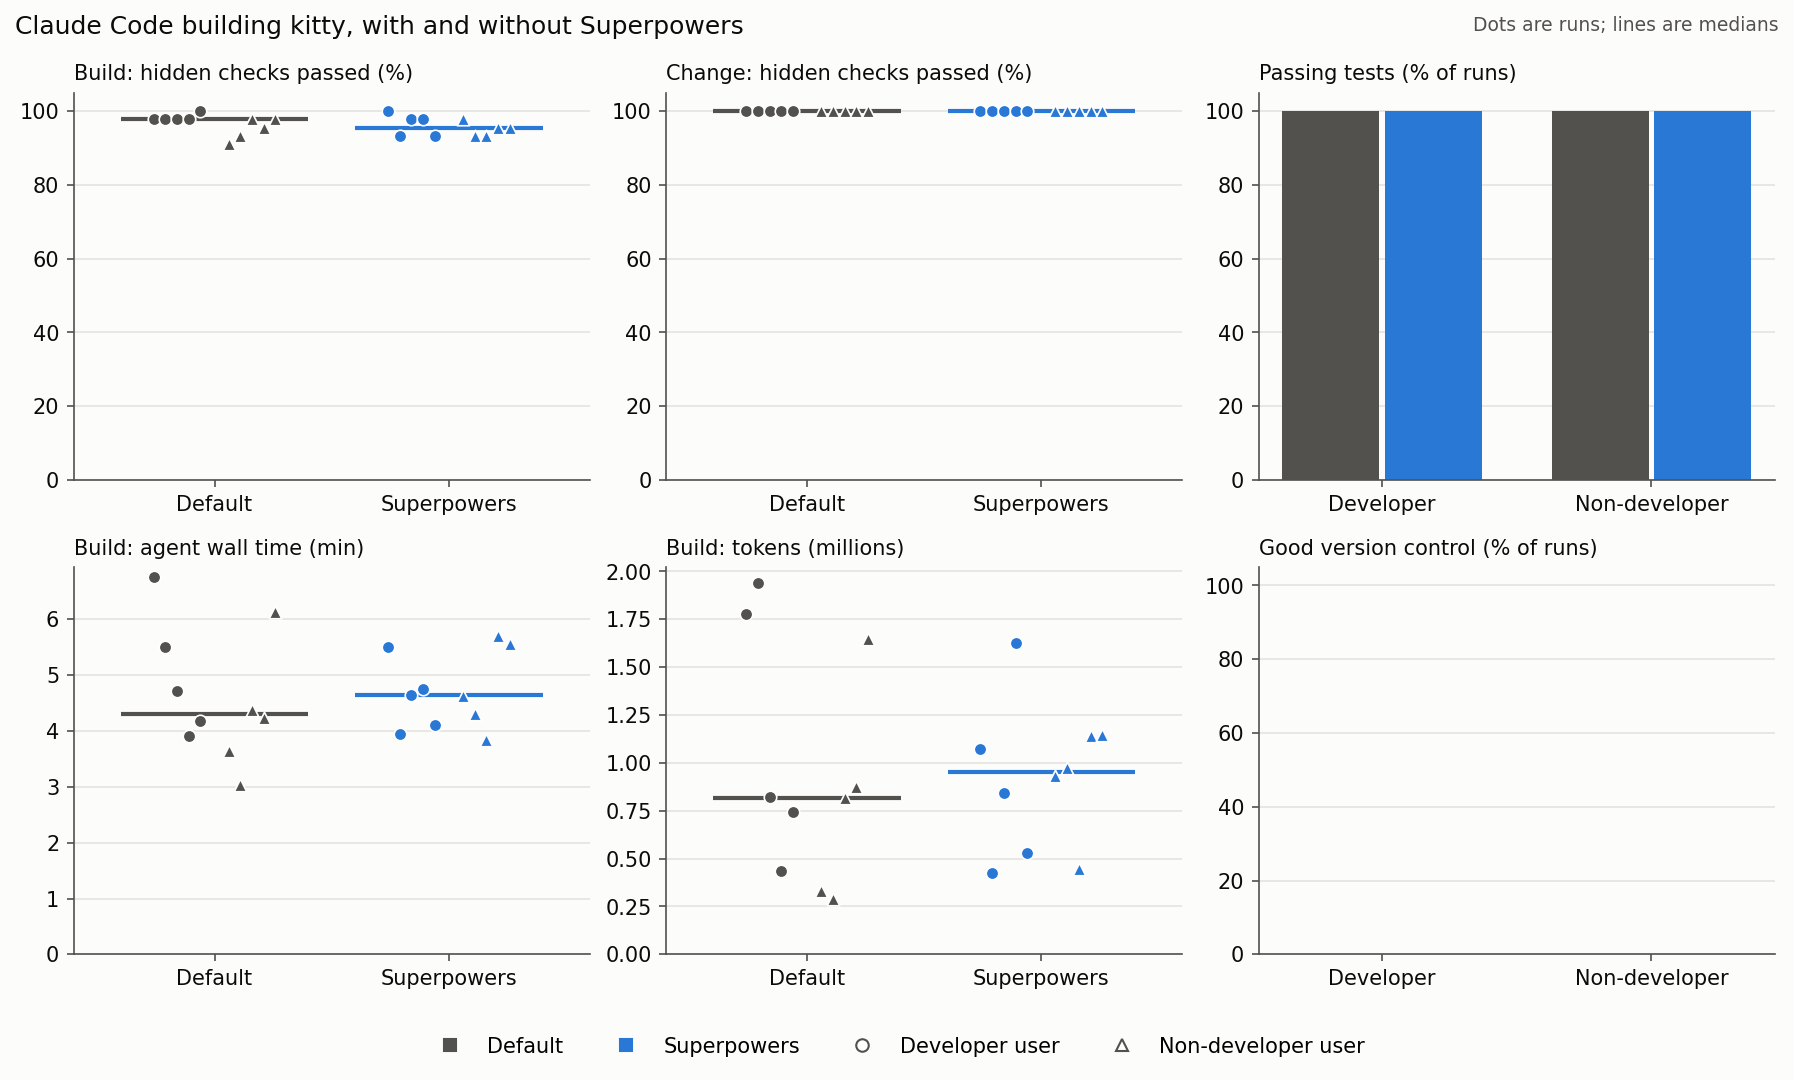 Claude Code building kitty, with and without Superpowers
Dots are runs; lines are medians
Build: hidden checks passed (%)
100
80
60
40
20
0
Default
Superpowers
Change: hidden checks passed (%)
100
80
60
40
20
0
Default
Superpowers
Passing tests (% of runs)
100
80
60
40
20
0
Developer
Non-developer
Build: agent wall time (min)
6
5
4
3
2
1
0
Default
Superpowers
Build: tokens (millions)
2.00
1.75
1.50
1.25
1.00
0.75
0.50
0.25
0.00
Default
Superpowers
Good version control (% of runs)
100
80
60
40
20
0
Developer
Non-developer
Default
Superpowers
Developer user
Non-developer user